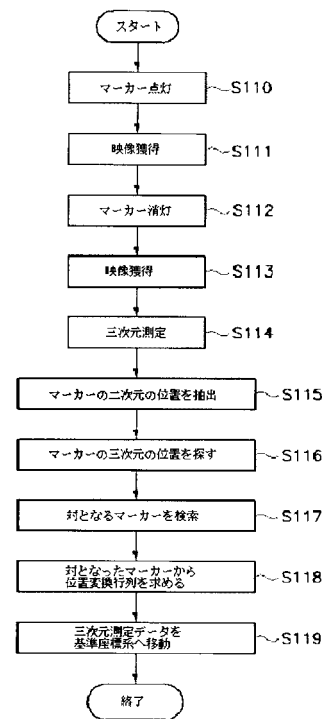 スタート
マーカー点灯
S110
映像獲得
S111
マーカー消灯
S112
映像獲得
S113
三次元測定
S114
マーカーの二次元の位置を抽出
S115
マーカーの三次元の位置を探す
S116
対となるマーカーを検索
S117
対となったマーカーから
位置変換行列を求める
S118
三次元測定データを
基準座標系へ移動
S119
終了